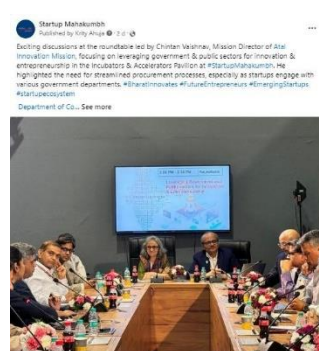 Startup Mahakumbh
Published by Krity Ahuja · 2 d ·
Exciting discussions at the roundtable led by Chintan Vaishnav, Mission Director of Atal
Innovation Mission, focusing on leveraging government & public sectors for innovation &
entrepreneurship in the Incubators & Accelerators Pavilion at #StartupMahakumbh. He
highlighted the need for streamlined procurement processes, especially as startups engage with
various government departments. #BharatInnovates #FutureEntrepreneurs #EmergingStartups
#startupecosystem
Department of Co... See more